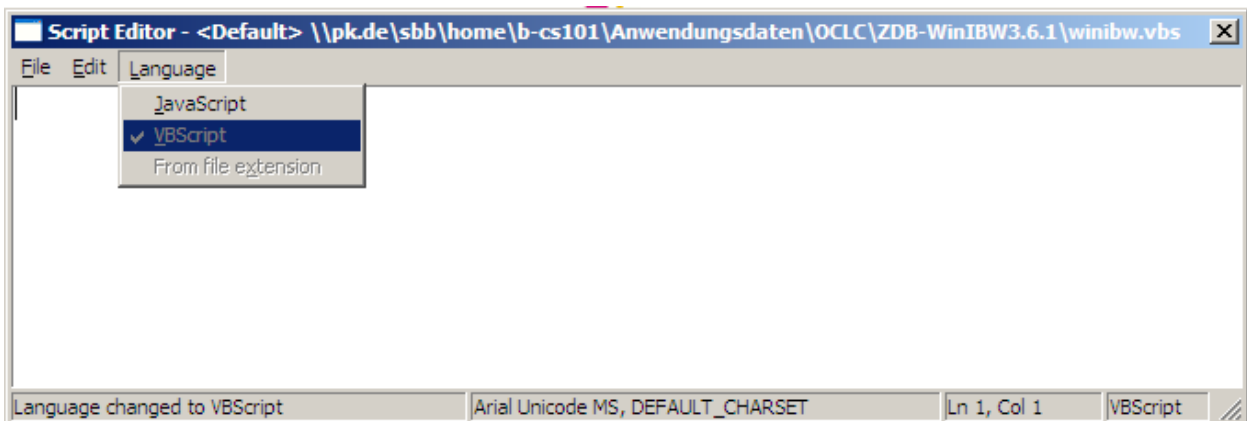 Script Editor - <Default> \\pk.de\sbb\home\b-cs101\Anwendungsdaten\OCLC\ZDB-WinIBW3.6.1\winibw.vbs
File Edit Language
JavaScript
VBScript
From file extension
Language changed to VBScript Arial Unicode MS, DEFAULT_CHARSET Ln 1, Col 1 VBScript